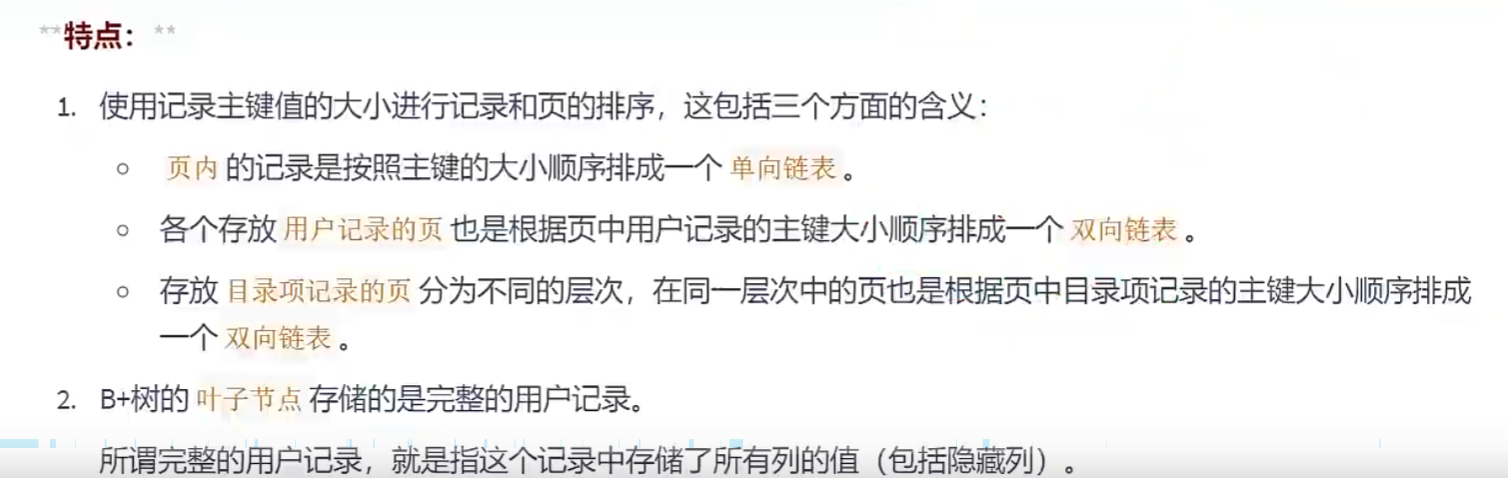 **特点：**
1. 使用记录主键值的大小进行记录和页的排序，这包括三个方面的含义：
○ 页内 的记录是按照主键的大小顺序排成一个 单向链表 。
○ 各个存放 用户记录的页 也是根据页中用户记录的主键大小顺序排成一个 双向链表 。
○ 存放 目录项记录的页 分为不同的层次，在同一层次中的页也是根据页中目录项记录的主键大小顺序排成
一个 双向链表 。
2. B+树的 叶子节点 存储的是完整的用户记录。
所谓完整的用户记录，就是指这个记录中存储了所有列的值（包括隐藏列）。